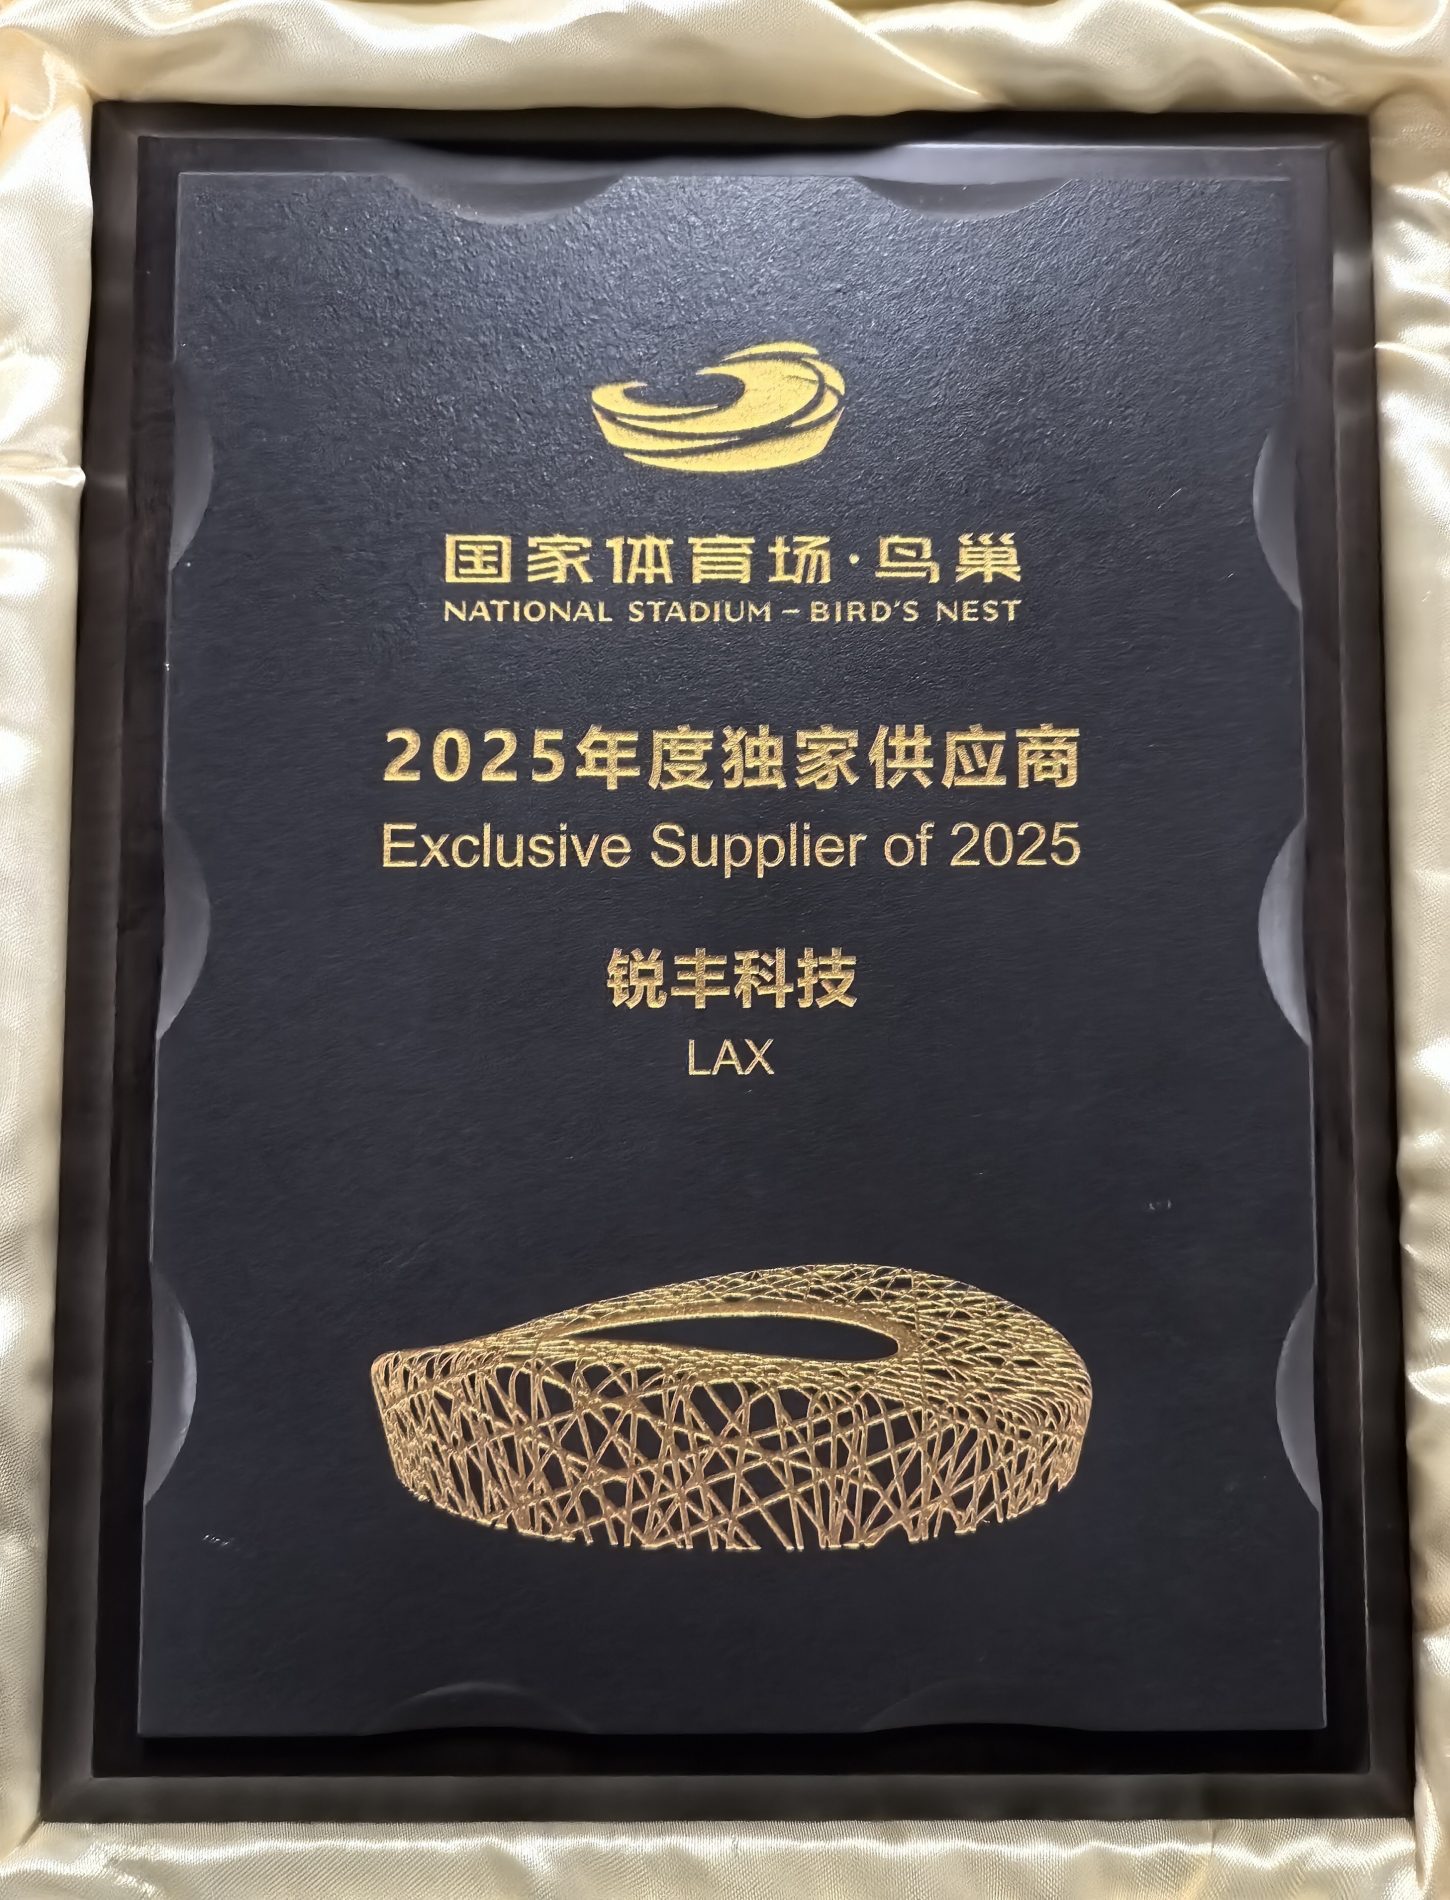 国家体育场·鸟巢
NATIONAL STADIUM – BIRD'S NEST
2025年度独家供应商
Exclusive Supplier of 2025
锐丰科技
LAX